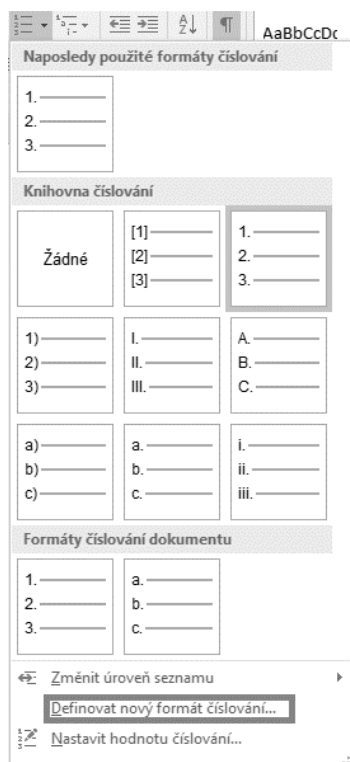 AaBbCcDc
Naposledy použité formáty číslování
1.
2.
3.
Knihovna číslování
Žádné
[1]
[2]
[3]
1.
2.
3.
1)
2)
3)
I.
II.
III.
A.
B.
C.
a)
b)
c)
a.
b.
c.
i.
ii.
iii.
Formáty číslování dokumentu
1.
2.
3.
a.
b.
c.
Změnit úroveň seznamu
Definovat nový formát číslování...
Nastavit hodnotu číslování...